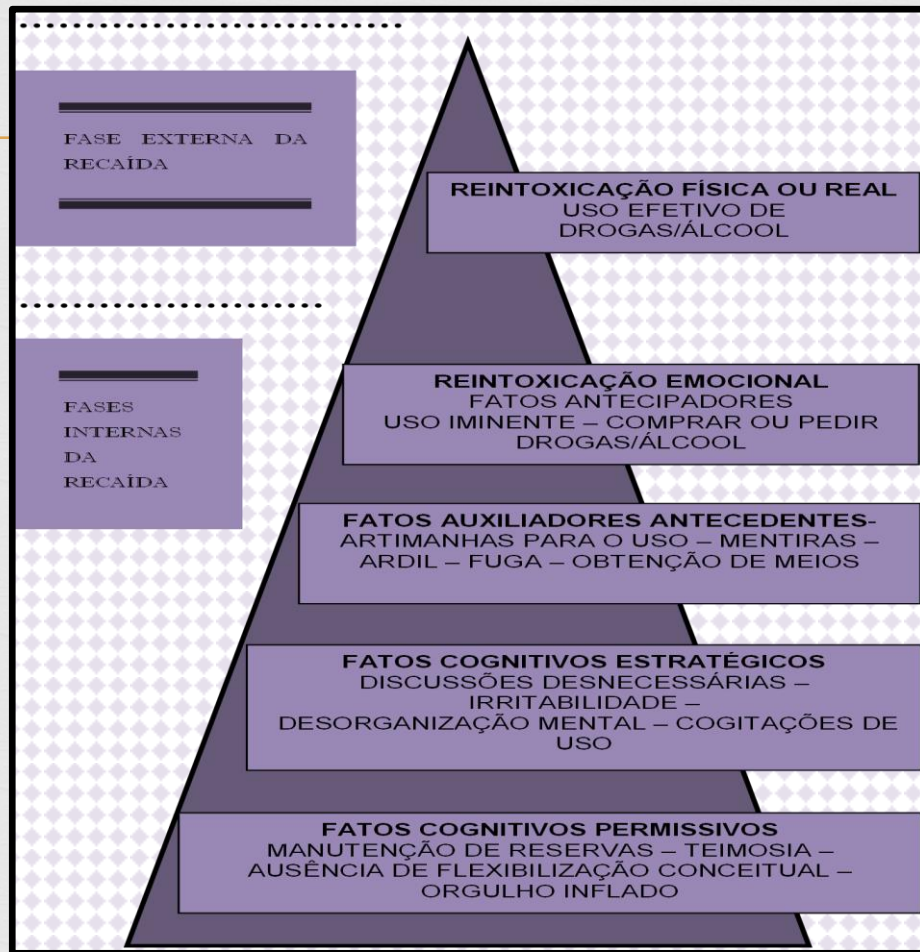 FASE EXTERNA DA
RECAÍDA
REINTOXICAÇÃO FÍSICA OU REAL
USO EFETIVO DE
DROGAS/ÁLCOOL
FASES
INTERNAS
DA
RECAÍDA
REINTOXICAÇÃO EMOCIONAL
FATOS ANTECIPADORES
USO IMINENTE – COMPRAR OU PEDIR
DROGAS/ÁLCOOL
FATOS AUXILIADORES ANTECEDENTES-
ARTIMANHAS PARA O USO – MENTIRAS –
ARDIL – FUGA – OBTENÇÃO DE MEIOS
FATOS COGNITIVOS ESTRATÉGICOS
DISCUSSÕES DESNECESSÁRIAS –
IRRITABILIDADE –
DESORGANIZAÇÃO MENTAL – COGITAÇÕES DE
USO
FATOS COGNITIVOS PERMISSIVOS
MANUTENÇÃO DE RESERVAS – TEIMOSIA –
AUSÊNCIA DE FLEXIBILIZAÇÃO CONCEITUAL –
ORGULHO INFLADO